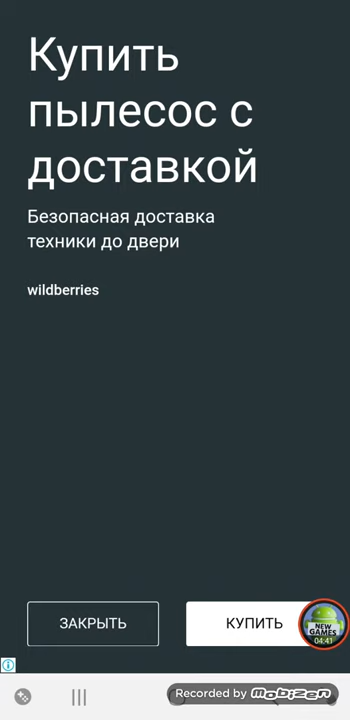 Купить
пылесос с
доставкой
Безопасная доставка
техники до двери
wildberries
ЗАКРЫТЬ
КУПИТЬ
NEW
GAMES
04:41
Recorded by mobizen